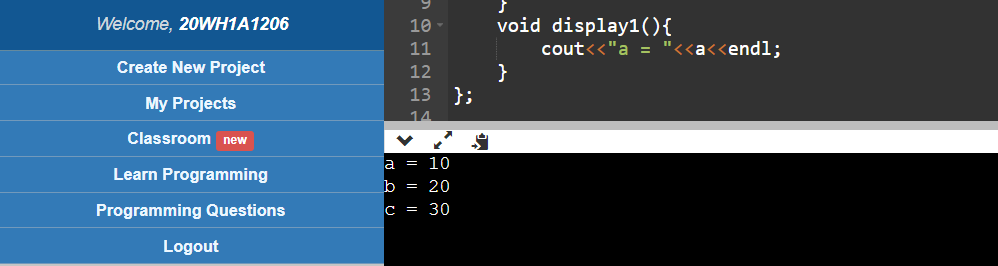 Welcome, 20WH1A1206
Create New Project
My Projects
Classroom new
Learn Programming
Programming Questions
Logout
9 }
10 void display1(){
11 cout<<"a = "<<a<<endl;
12 }
13 };
14
a = 10
b = 20
c = 30